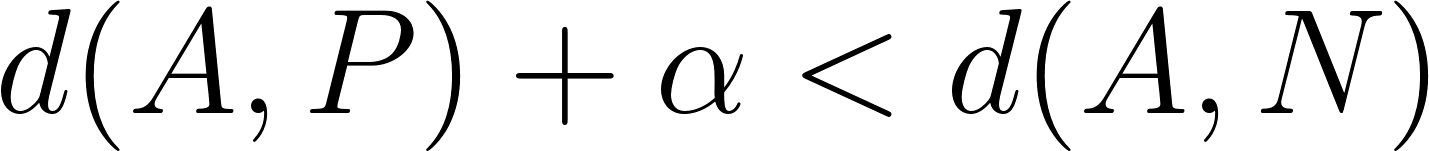 d(A, P) + α < d(A, N)